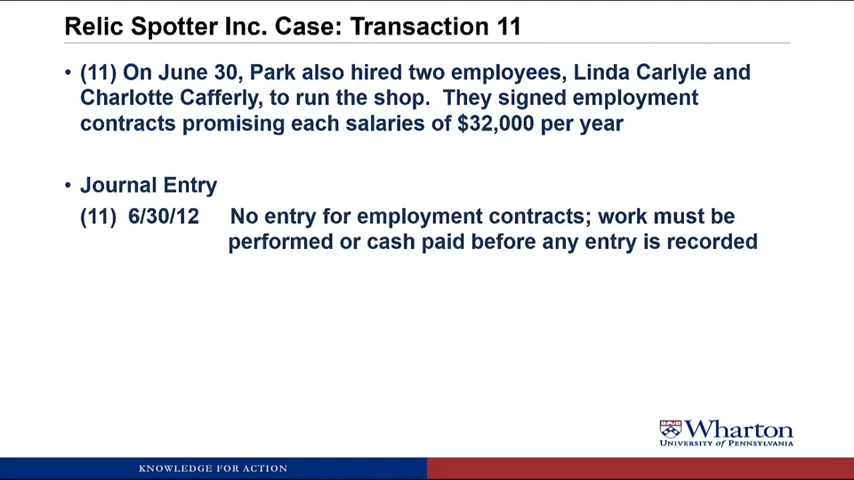 Relic Spotter Inc. Case: Transaction 11
• (11) On June 30, Park also hired two employees, Linda Carlyle and
Charlotte Cafferly, to run the shop. They signed employment
contracts promising each salaries of $32,000 per year
• Journal Entry
(11) 6/30/12 No entry for employment contracts; work must be
performed or cash paid before any entry is recorded
Wharton
UNIVERSITY of PENNSYLVANIA
KNOWLEDGE FOR ACTION